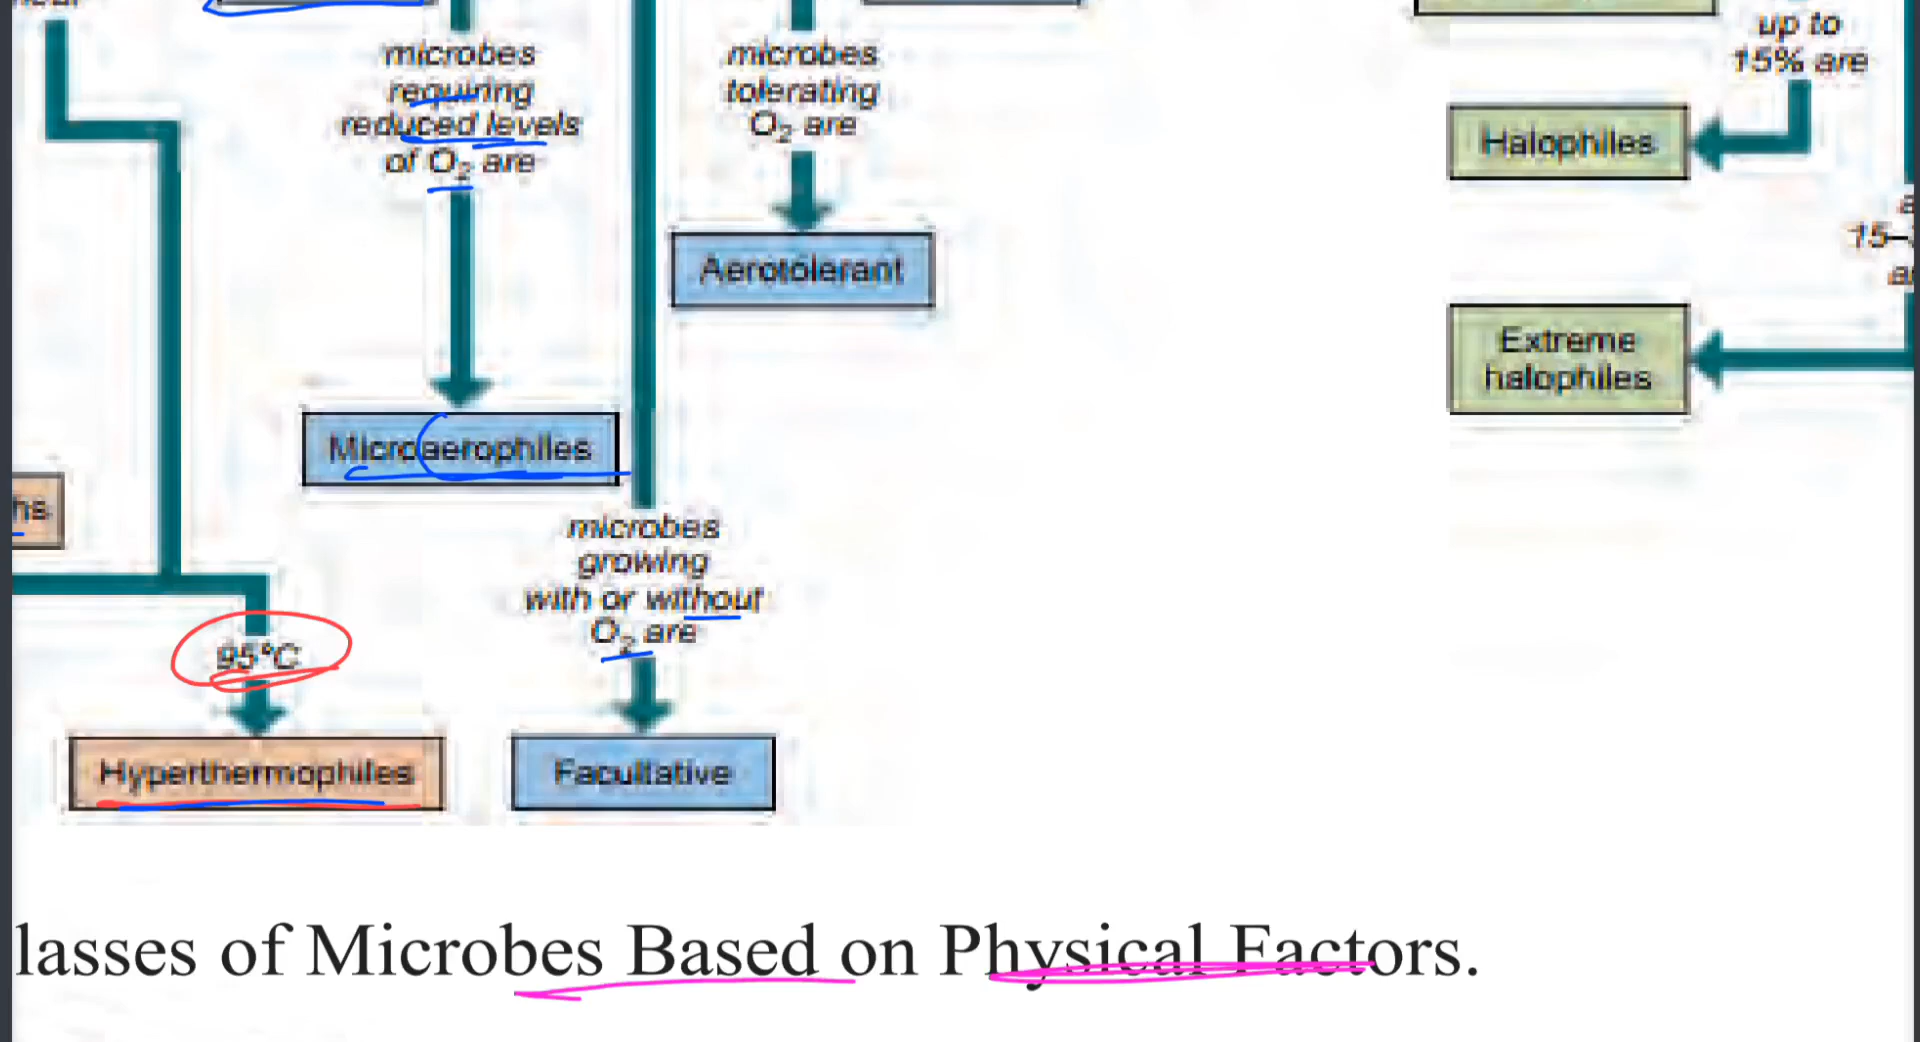 microbes
requiring
reduced levels
of O₂ are
microbes
tolerating
O₂ are
up to
15% are
Halophiles
Aerotolerant
15–
Extreme
halophiles
Microaerophiles
hs
microbes
growing
with or without
O₂ are
95°C
Hyperthermophiles
Facultative
lasses of Microbes Based on Physical Factors.